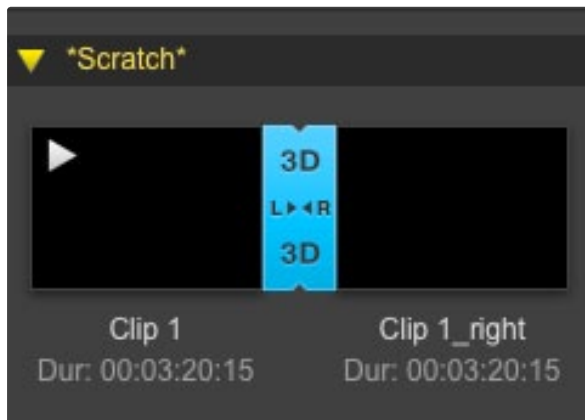 *Scratch*
3D
L R
3D
Clip 1
Dur: 00:03:20:15
Clip 1_right
Dur: 00:03:20:15